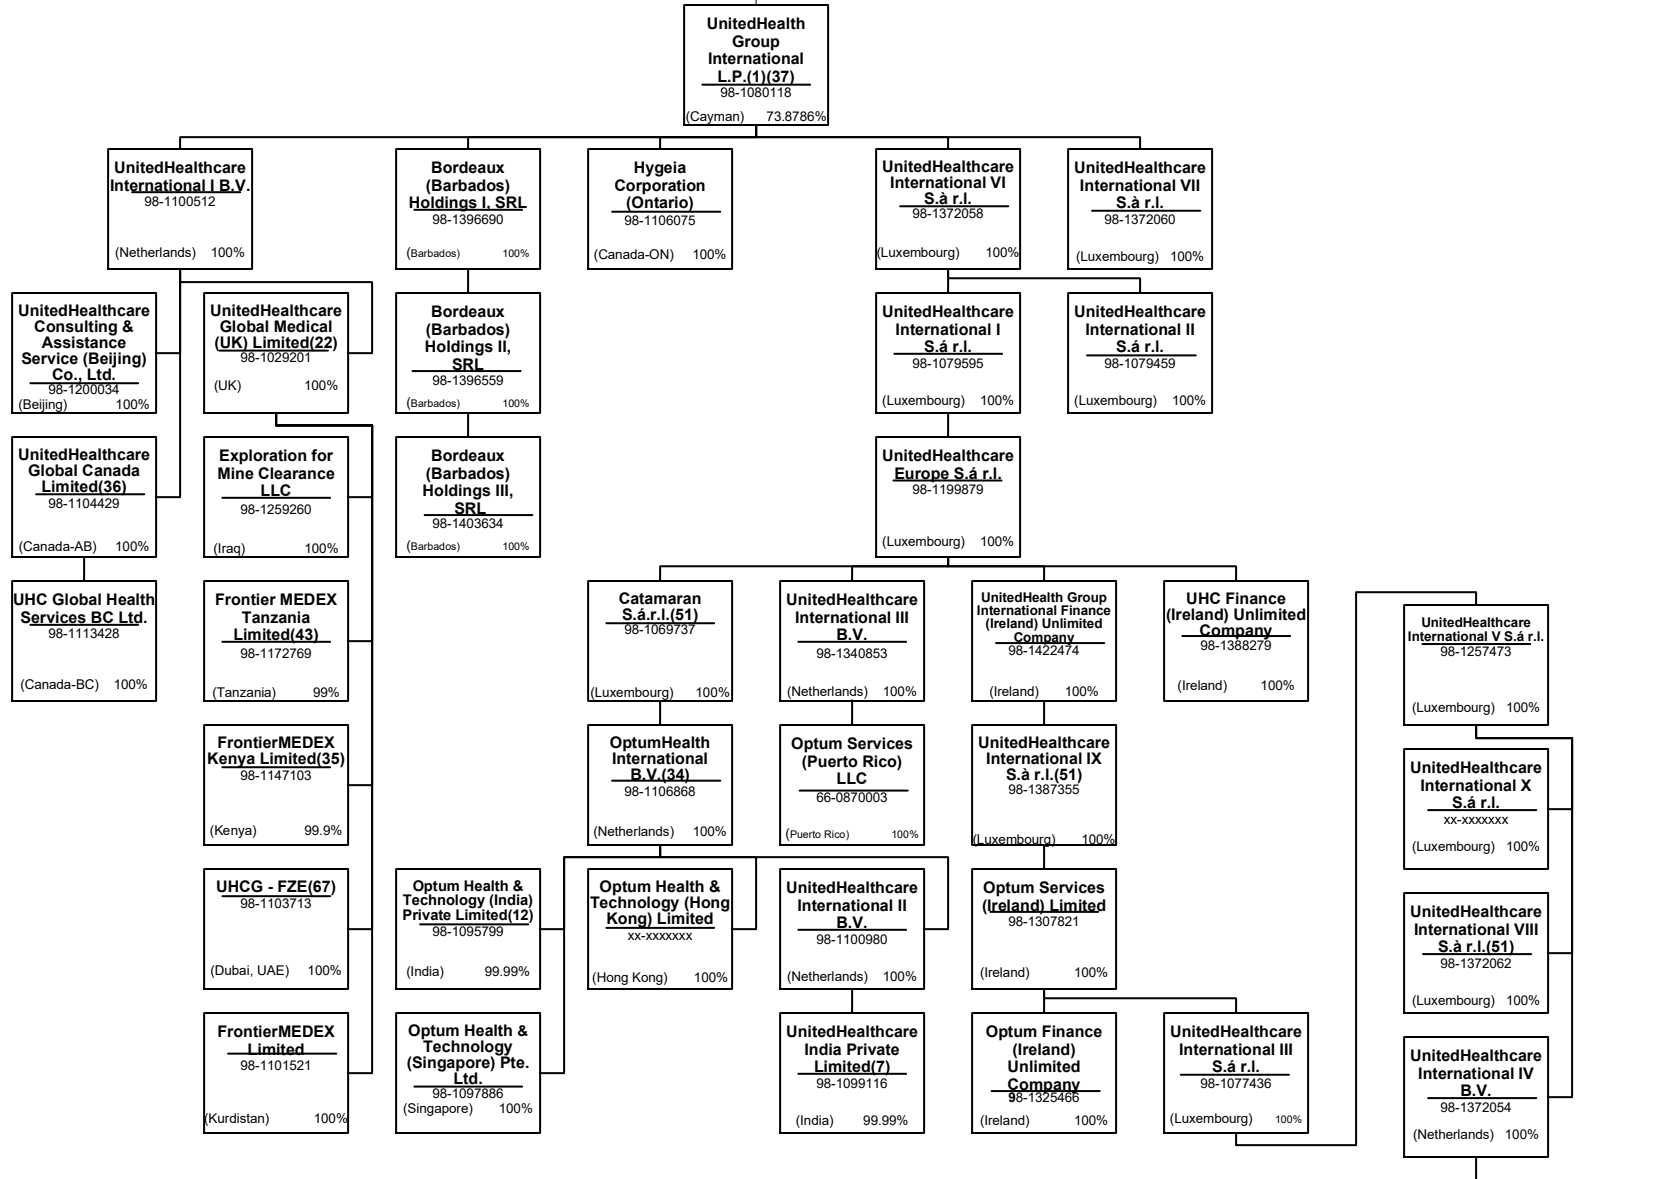 UnitedHealth
Group
International
L.P.(1)(37)
98-1080118
(Cayman) 73.8786%
UnitedHealthcare
International I B.V.
98-1100512
(Netherlands) 100%
Bordeaux
(Barbados)
Holdings I, SRL
98-1396690
(Barbados) 100%
Hygeia
Corporation
(Ontario)
98-1106075
(Canada-ON) 100%
UnitedHealthcare
International VI
S.à r.l.
98-1372058
(Luxembourg) 100%
UnitedHealthcare
International VII
S.à r.l.
98-1372060
(Luxembourg) 100%
UnitedHealthcare
Consulting &
Assistance
Service (Beijing)
Co., Ltd.
98-1200034
(Beijing) 100%
UnitedHealthcare
Global Medical
(UK) Limited(22)
98-1029201
(UK) 100%
Bordeaux
(Barbados)
Holdings II,
SRL
98-1396559
(Barbados) 100%
UnitedHealthcare
International I
S.á r.l.
98-1079595
(Luxembourg) 100%
UnitedHealthcare
International II
S.á r.l.
98-1079459
(Luxembourg) 100%
UnitedHealthcare
Global Canada
Limited(36)
98-1104429
(Canada-AB) 100%
Exploration for
Mine Clearance
LLC
98-1259260
(Iraq) 100%
Bordeaux
(Barbados)
Holdings III,
SRL
98-1403634
(Barbados) 100%
UnitedHealthcare
Europe S.á r.l.
98-1199879
(Luxembourg) 100%
UHC Global Health
Services BC Ltd.
98-1113428
(Canada-BC) 100%
Frontier MEDEX
Tanzania
Limited(43)
98-1172769
(Tanzania) 99%
Catamaran
S.á.r.l.(51)
98-1069737
(Luxembourg) 100%
UnitedHealthcare
International III
B.V.
98-1340853
(Netherlands) 100%
UnitedHealth Group
International Finance
(Ireland) Unlimited
Company
98-1422474
(Ireland) 100%
UHC Finance
(Ireland) Unlimited
Company
98-1388279
(Ireland) 100%
UnitedHealthcare
International V S.á r.l.
98-1257473
(Luxembourg) 100%
FrontierMEDEX
Kenya Limited(35)
98-1147103
(Kenya) 99.9%
OptumHealth
International
B.V.(34)
98-1106868
(Netherlands) 100%
Optum Services
(Puerto Rico)
LLC
66-0870003
(Puerto Rico) 100%
UnitedHealthcare
International IX
S.à r.l.(51)
98-1387355
(Luxembourg) 100%
UnitedHealthcare
International X
S.á r.l.
xx-xxxxxxx
(Luxembourg) 100%
UHCG - FZE(67)
98-1103713
(Dubai, UAE) 100%
Optum Health &
Technology (India)
Private Limited(12)
98-1095799
(India) 99.99%
Optum Health &
Technology (Hong
Kong) Limited
xx-xxxxxxx
(Hong Kong) 100%
UnitedHealthcare
International II
B.V.
98-1100980
(Netherlands) 100%
Optum Services
(Ireland) Limited
98-1307821
(Ireland) 100%
UnitedHealthcare
International VIII
S.à r.l.(51)
98-1372062
(Luxembourg) 100%
FrontierMEDEX
Limited
98-1101521
(Kurdistan) 100%
Optum Health &
Technology
(Singapore) Pte.
Ltd.
98-1097886
(Singapore) 100%
UnitedHealthcare
India Private
Limited(7)
98-1099116
(India) 99.99%
Optum Finance
(Ireland)
Unlimited
Company
98-1325466
(Ireland) 100%
UnitedHealthcare
International III
S.á r.l.
98-1077436
(Luxembourg) 100%
UnitedHealthcare
International IV
B.V.
98-1372054
(Netherlands) 100%